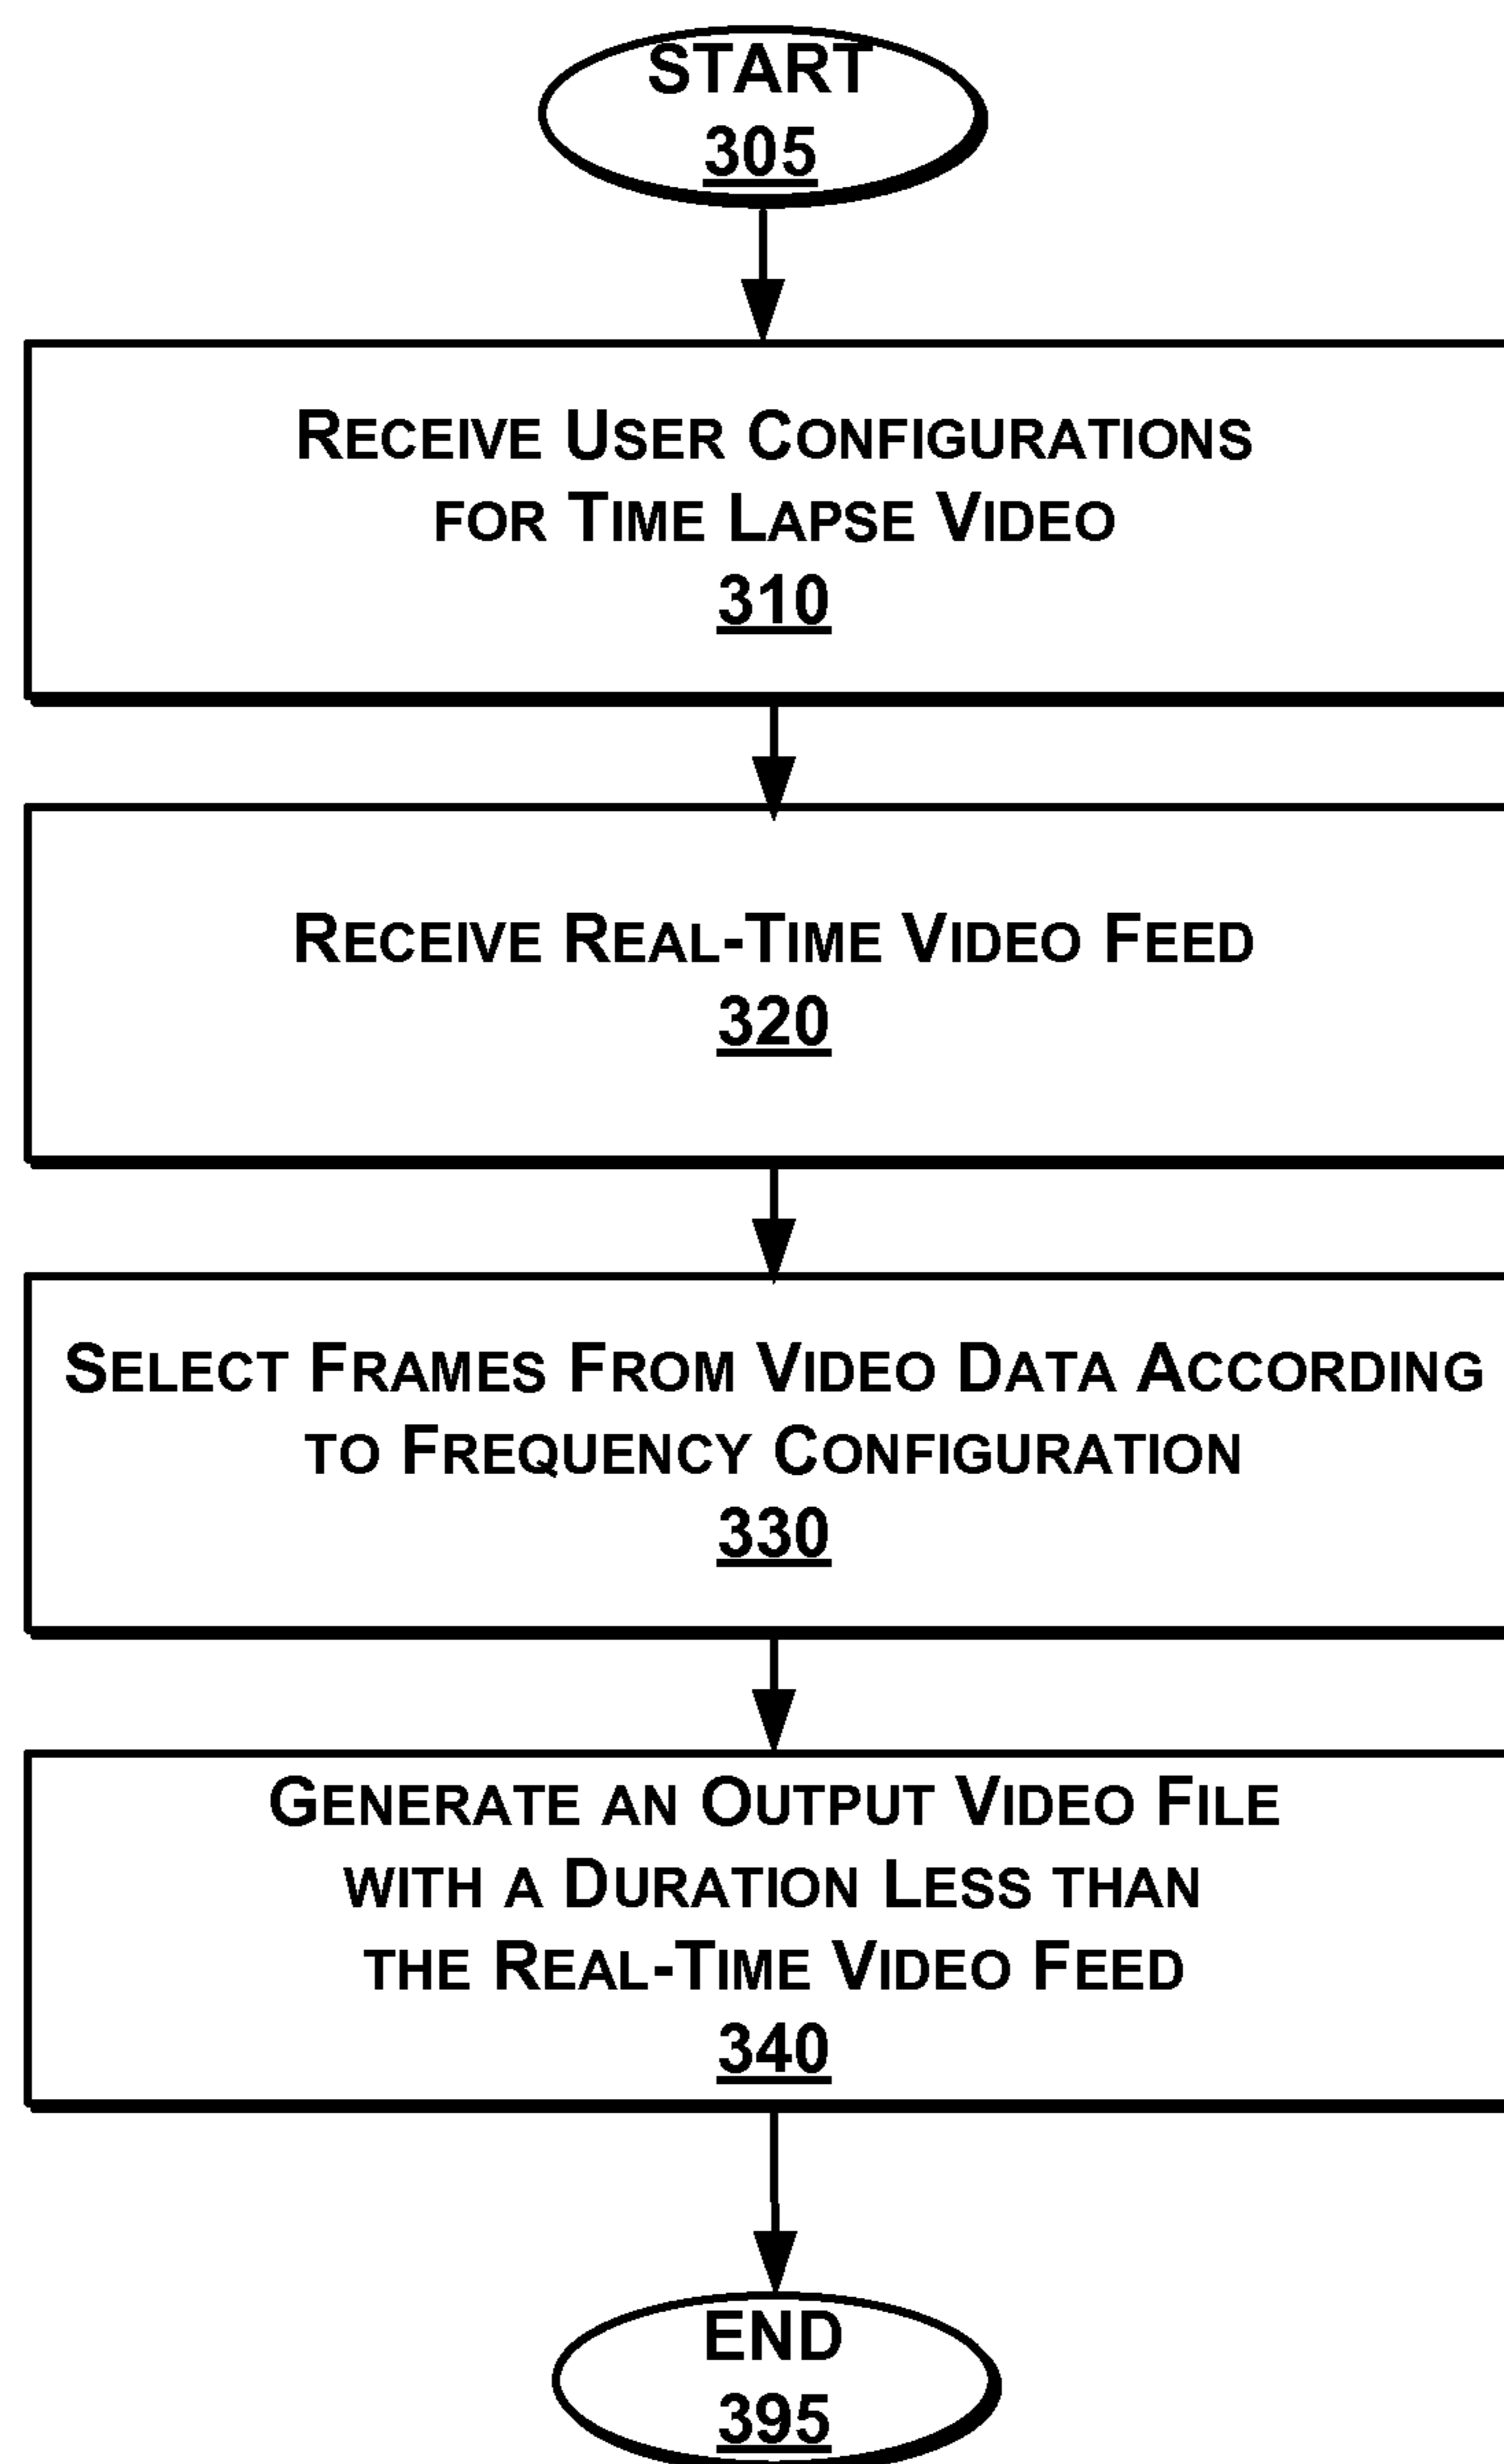 START
305
RECEIVE USER CONFIGURATIONS
FOR TIME LAPSE VIDEO
310
RECEIVE REAL-TIME VIDEO FEED
320
SELECT FRAMES FROM VIDEO DATA ACCORDING
TO FREQUENCY CONFIGURATION
330
GENERATE AN OUTPUT VIDEO FILE
WITH A DURATION LESS THAN
THE REAL-TIME VIDEO FEED
340
END
395